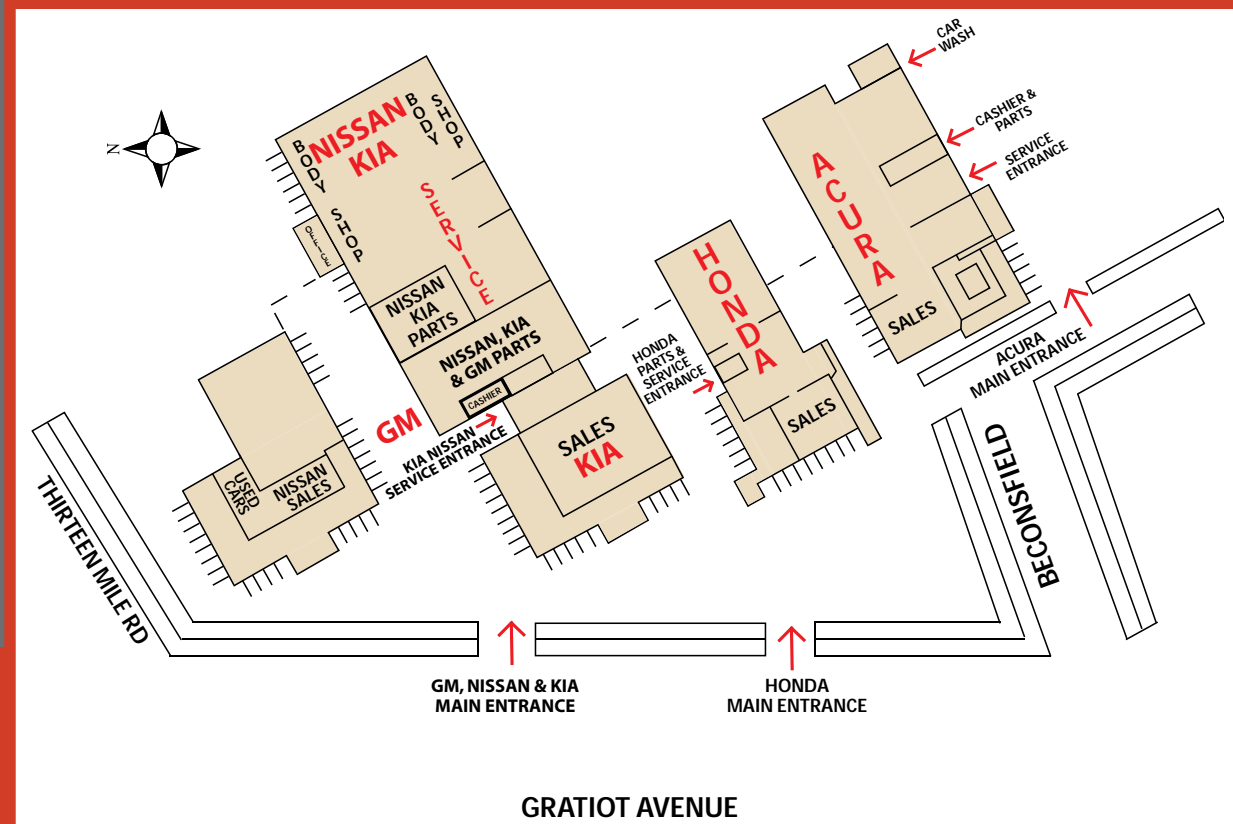 CAR
WASH
CASHIER &
PARTS
SERVICE
ENTRANCE
N
NISSAN
KIA
BODY SHOP
BODY SHOP
SERVICE
OFFICE
NISSAN
KIA
PARTS
NISSAN, KIA
& GM PARTS
CASHIER
GM
KIA NISSAN
SERVICE ENTRANCE
SALES
KIA
USED
CARS
NISSAN
SALES
HONDA
HONDA
PARTS &
SERVICE
ENTRANCE
SALES
ACURA
SALES
ACURA
MAIN ENTRANCE
BECONSFIELD
THIRTEEN MILE RD
GM, NISSAN & KIA
MAIN ENTRANCE
HONDA
MAIN ENTRANCE
GRATIOT AVENUE